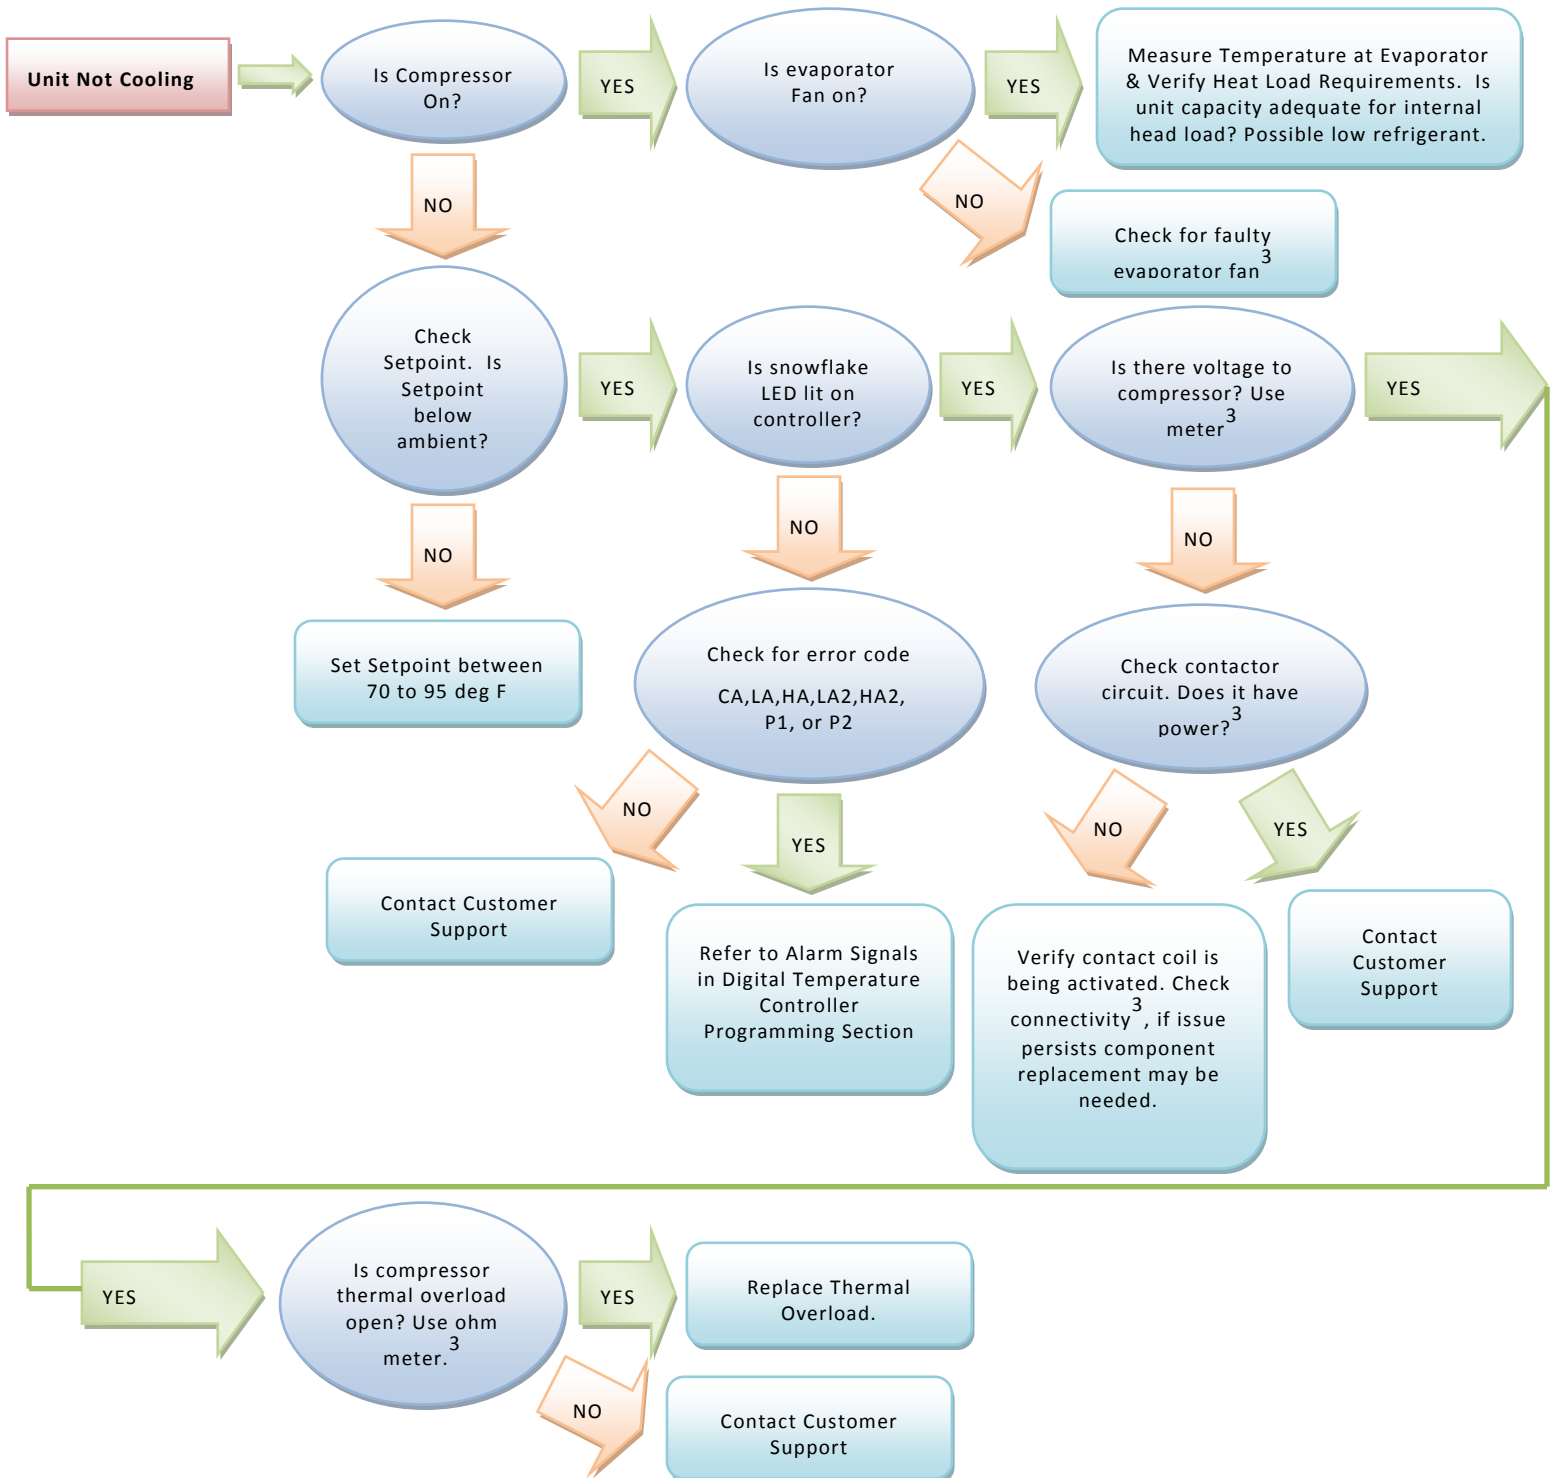 Unit Not Cooling
Is Compressor
On?
YES
Is evaporator
Fan on?
YES
Measure Temperature at Evaporator
& Verify Heat Load Requirements. Is
unit capacity adequate for internal
head load? Possible low refrigerant.
NO
NO
Check for faulty
evaporator fan3
Check
Setpoint. Is
Setpoint
below
ambient?
YES
Is snowflake
LED lit on
controller?
YES
Is there voltage to
compressor? Use
meter3
YES
NO
NO
NO
Set Setpoint between
70 to 95 deg F
Check for error code
CA,LA,HA,LA2,HA2,
P1, or P2
Check contactor
circuit. Does it have
power?3
NO
YES
NO
YES
Contact Customer
Support
Refer to Alarm Signals
in Digital Temperature
Controller
Programming Section
Verify contact coil is
being activated. Check
connectivity3, if issue
persists component
replacement may be
needed.
Contact
Customer
Support
YES
Is compressor
thermal overload
open? Use ohm
meter.3
YES
Replace Thermal
Overload.
NO
Contact Customer
Support